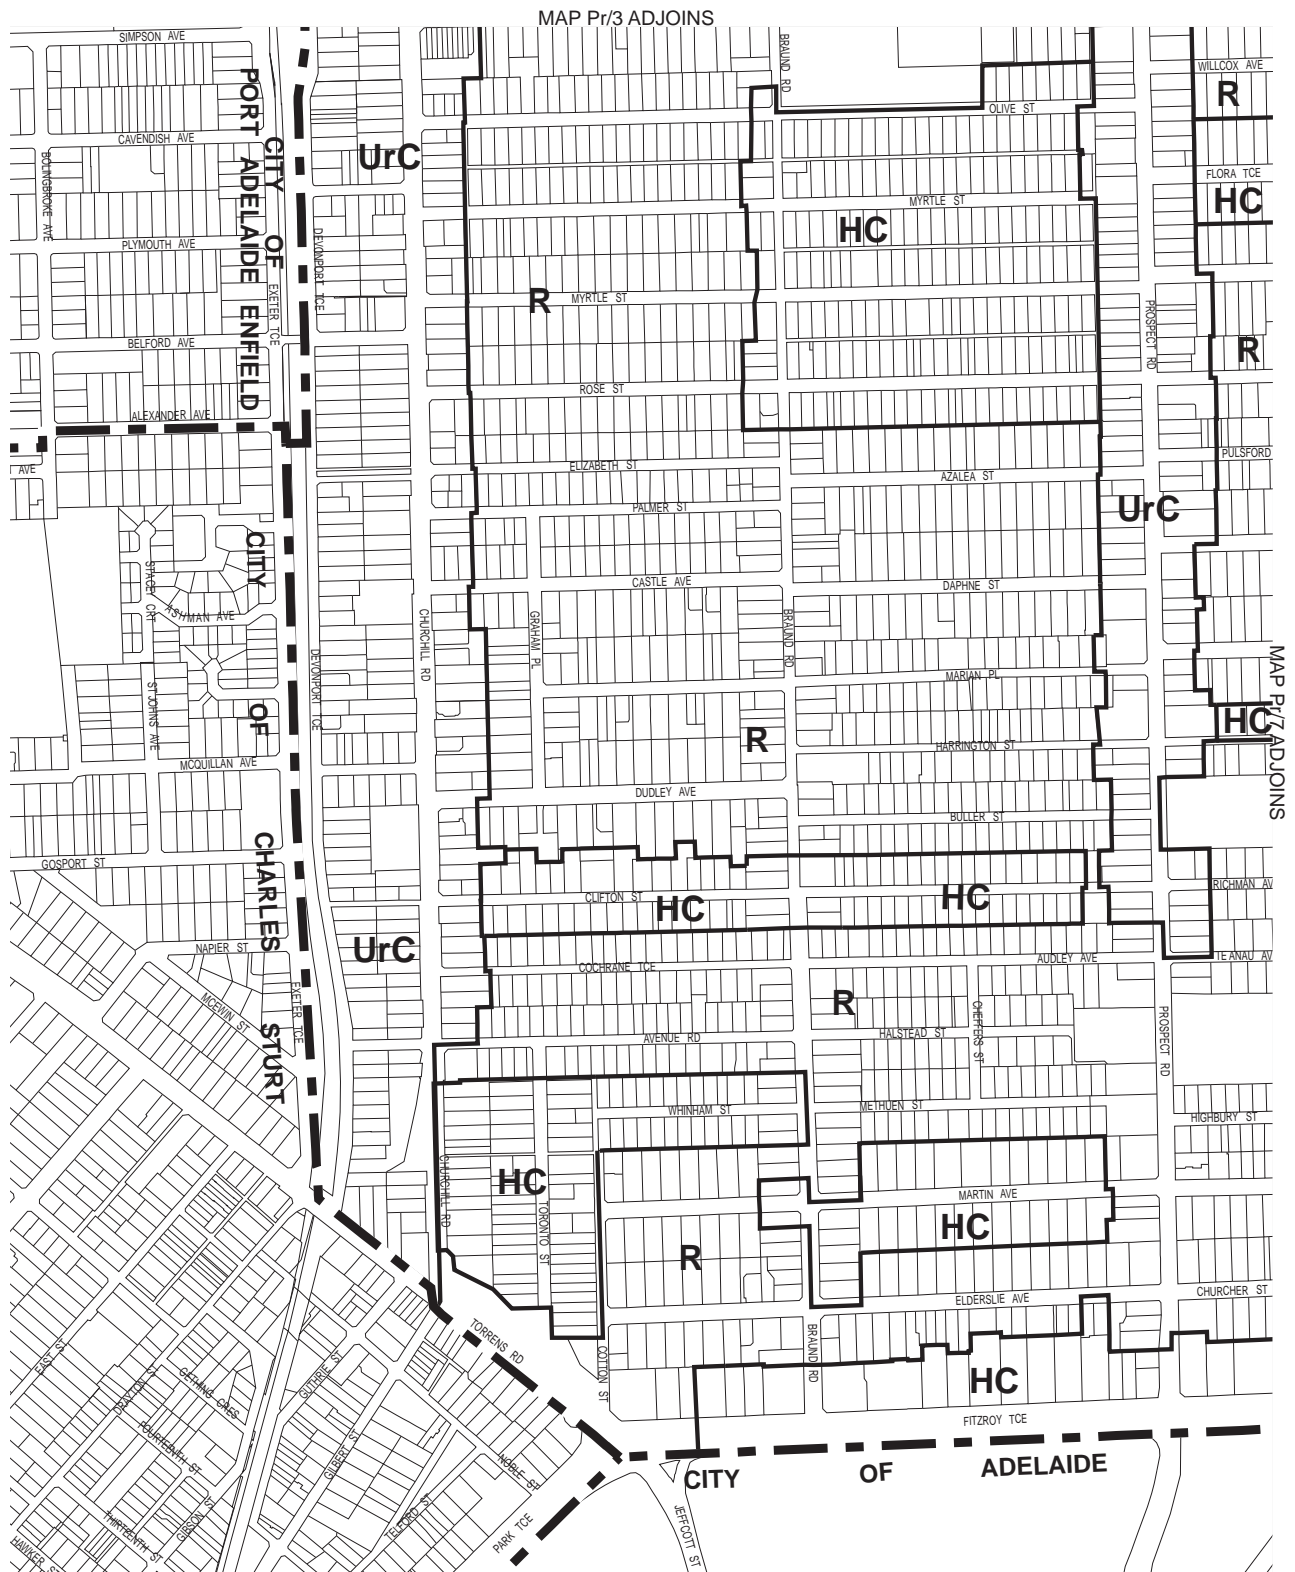 MAP Pr/3 ADJOINS
SIMPSON AVE
BRAUND RD
WILLCOX AVE
R
OLIVE ST
CAVENDISH AVE
BOLINGBROKE AVE
UrC
PORT ADELAIDE ENFIELD
CITY OF
FLORA TCE
HC
MYRTLE ST
HC
PLYMOUTH AVE
DEVONPORT TCE
EXETER TCE
R
MYRTLE ST
PROSPECT RD
R
BELFORD AVE
ROSE ST
ALEXANDER AVE
AVE
ELIZABETH ST
AZALEA ST
PULSFORD
PALMER ST
UrC
CITY OF CHARLES STURT
STACEY CRT
ASHMAN AVE
CASTLE AVE
DAPHNE ST
CHURCHILL RD
GRAHAM PL
BRAUND RD
DEVONPORT TCE
MARIAN PL
ST JOHNS AVE
HC
MAP Pr/7 ADJOINS
R
HARRINGTON ST
MCQUILLAN AVE
DUDLEY AVE
BULLER ST
GOSPORT ST
CLIFTON ST
HC
HC
RICHMAN AV
UrC
NAPIER ST
COCHRANE TCE
AUDLEY AVE
TE ANAU AV
MCEWIN ST
EXETER TCE
R
CHEFFERS ST
PROSPECT RD
AVENUE RD
HALSTEAD ST
WHINHAM ST
METHUEN ST
HIGHBURY ST
CHURCHILL RD
HC
TORONTO ST
MARTIN AVE
HC
R
ELDERSLIE AVE
CHURCHER ST
TORRENS RD
COTTON ST
BRAUND RD
HC
EAST ST
DRAYTON ST
GETHING CRES
GUTHRIE ST
FITZROY TCE
FOURTEENTH ST
GILBERT ST
NOBLE ST
CITY OF ADELAIDE
THIRTEENTH ST
GIBSON ST
TELFORD ST
PARK TCE
JEFFCOTT ST
HAWKER S